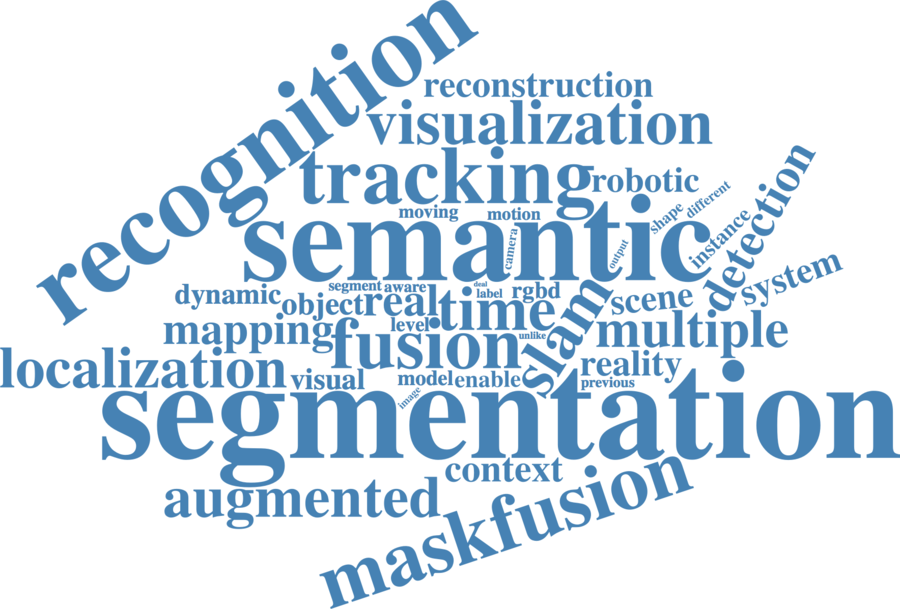 recognition
reconstruction
visualization
tracking
robotic
detection
different
shape
moving
motion
semantic
instance
camera
output
system
segment
aware
deal
label
rgbd
dynamic
object
real
time
scene
slam
mapping
level
multiple
fusion
unlike
localization
visual
model
enable
reality
previous
image
segmentation
context
augmented
maskfusion